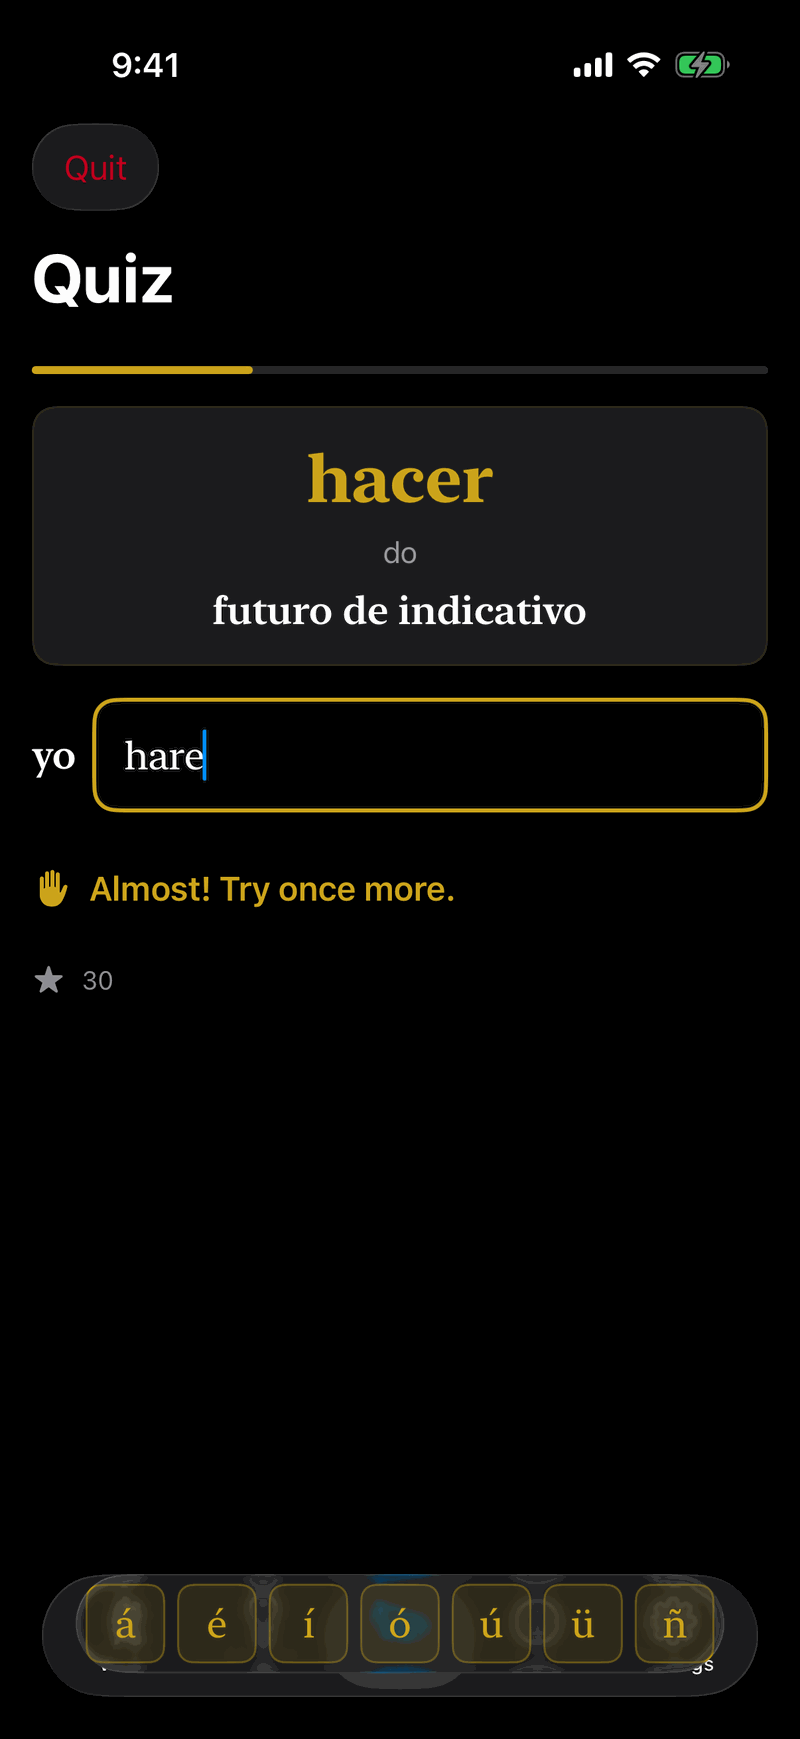 9:41
Quit
Quiz
hacer
do
futuro de indicativo
yo hare
Almost! Try once more.
30
á é í ó ú ü ñ